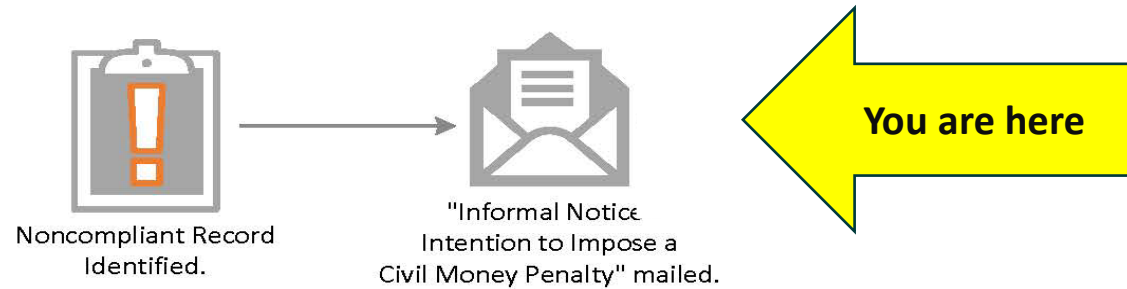 You are here
Noncompliant Record
Identified.
"Informal Notice
Intention to Impose a
Civil Money Penalty" mailed.